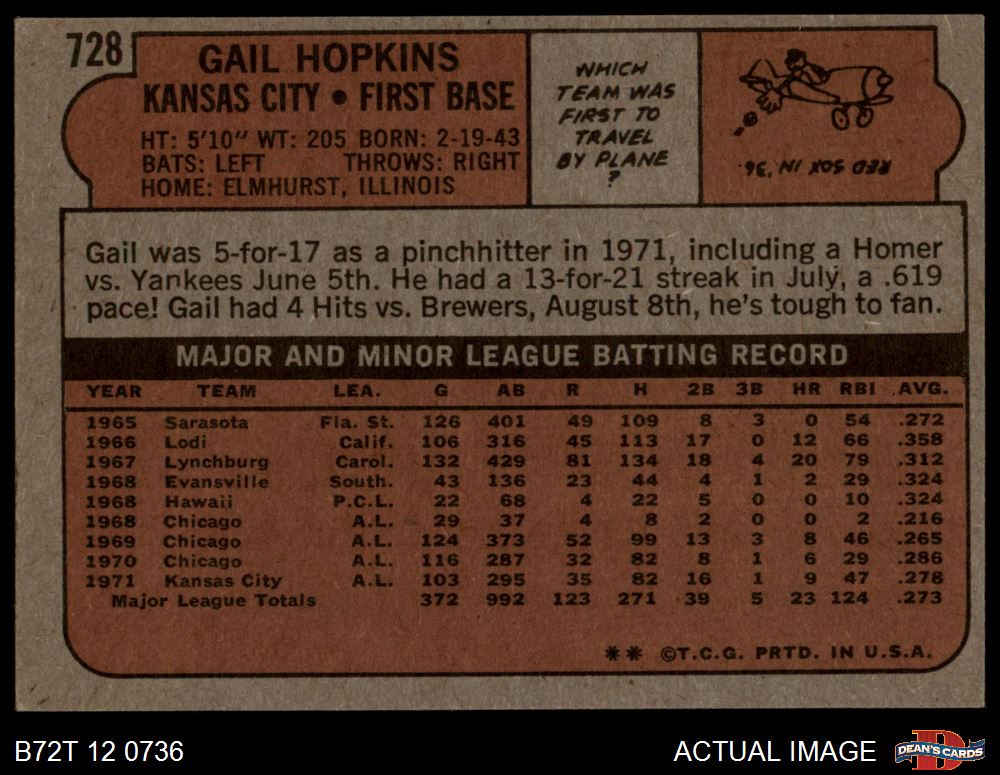 728
GAIL HOPKINS
KANSAS CITY • FIRST BASE
HT: 5'10" WT: 205 BORN: 2-19-43
BATS: LEFT THROWS: RIGHT
HOME: ELMHURST, ILLINOIS
WHICH
TEAM WAS
FIRST TO
TRAVEL
BY PLANE
?
RED SOX IN '36.
Gail was 5-for-17 as a pinchhitter in 1971, including a Homer
vs. Yankees June 5th. He had a 13-for-21 streak in July, a .619
pace! Gail had 4 Hits vs. Brewers, August 8th, he's tough to fan.
MAJOR AND MINOR LEAGUE BATTING RECORD
YEAR TEAM LEA. G AB R H 2B 3B HR RBI AVG.
1965 Sarasota Fla. St. 126 401 49 109 8 3 0 54 .272
1966 Lodi Calif. 106 316 45 113 17 0 12 66 .358
1967 Lynchburg Carol. 132 429 81 134 18 4 20 79 .312
1968 Evansville South. 43 136 23 44 4 1 2 29 .324
1968 Hawaii P.C.L. 22 68 4 22 5 0 0 10 .324
1968 Chicago A.L. 29 37 4 8 2 0 0 2 .216
1969 Chicago A.L. 124 373 52 99 13 3 8 46 .265
1970 Chicago A.L. 116 287 32 82 8 1 6 29 .286
1971 Kansas City A.L. 103 295 35 82 16 1 9 47 .278
Major League Totals 372 992 123 271 39 5 23 124 .273
** ©T.C.G. PRTD. IN U.S.A.
B72T 12 0736
ACTUAL IMAGE
DEAN'S CARDS